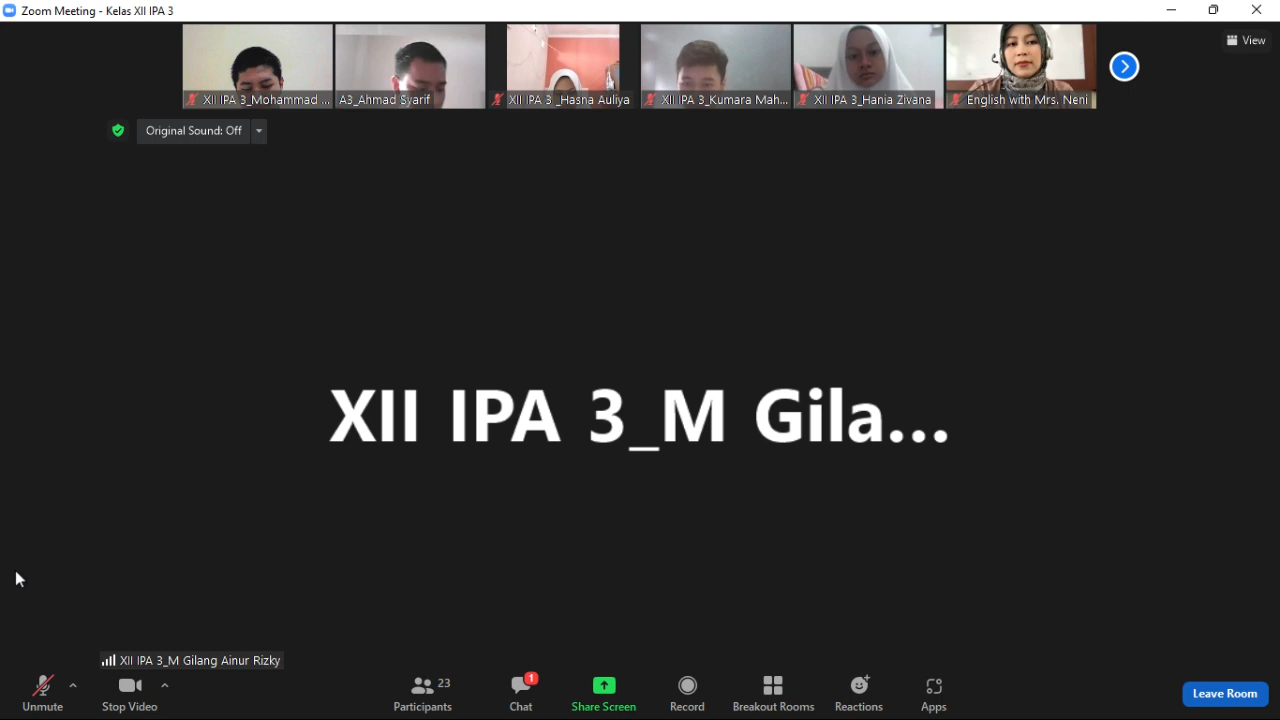 Zoom Meeting - Kelas XII IPA 3
View
XII IPA 3_Mohammad ...
A3_Ahmad Syarif
XII IPA 3_Hasna Auliya
XII IPA 3_Kumara Mah...
XII IPA 3_Hania Zivana
English with Mrs. Neni
Original Sound: Off
XII IPA 3_M Gila...
XII IPA 3_M Gilang Ainur Rizky
23
1
Unmute
Stop Video
Participants
Chat
Share Screen
Record
Breakout Rooms
Reactions
Apps
Leave Room